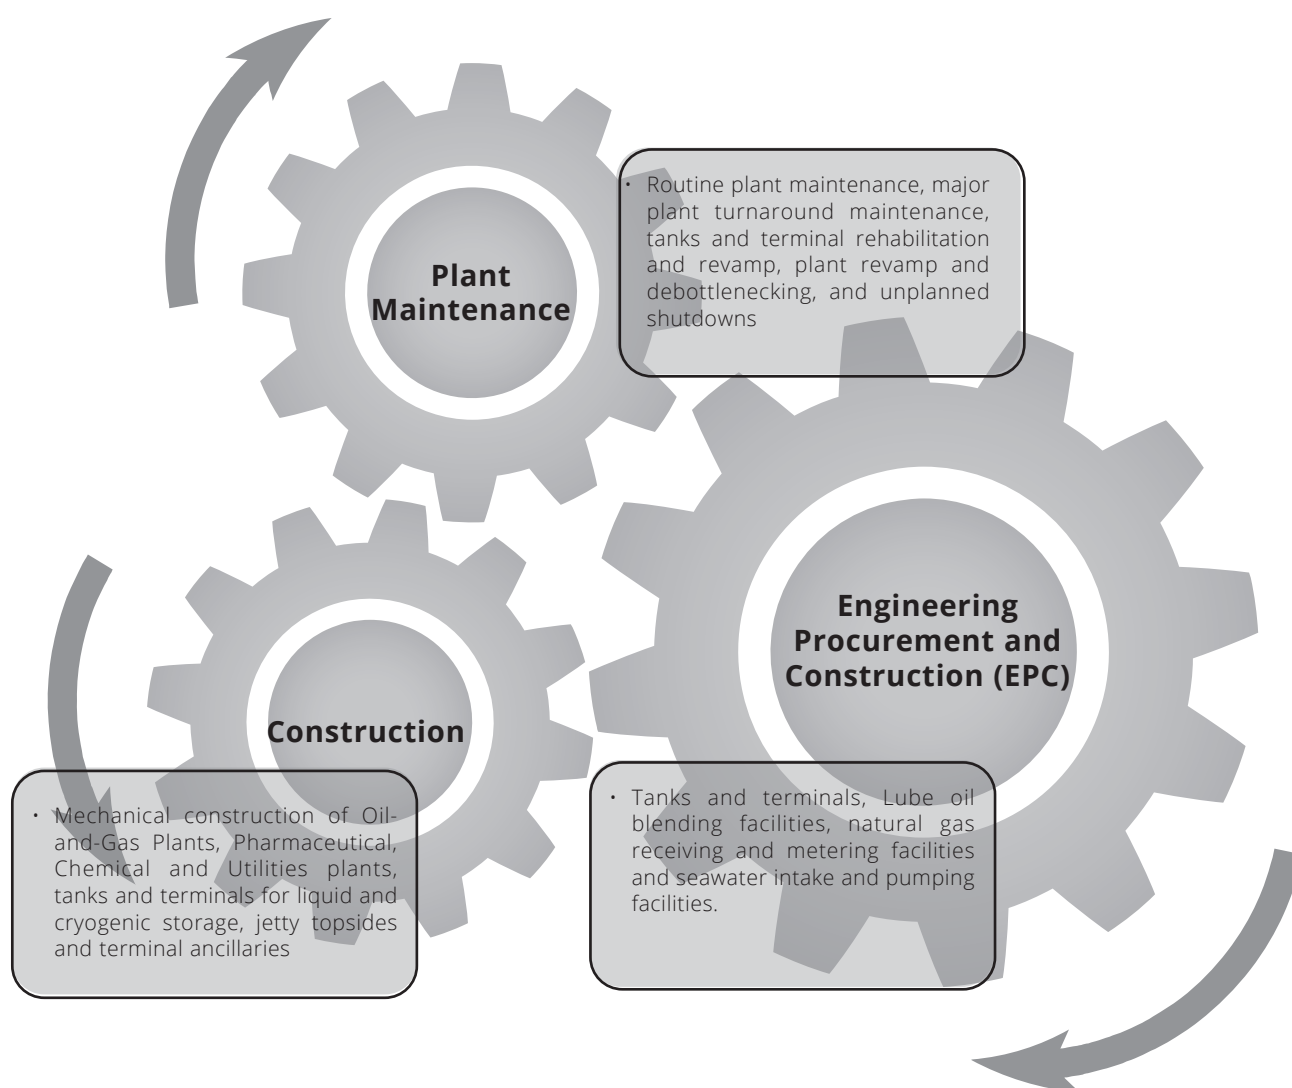 Plant
Maintenance
• Routine plant maintenance, major
plant turnaround maintenance,
tanks and terminal rehabilitation
and revamp, plant revamp and
debottlenecking, and unplanned
shutdowns
Engineering
Procurement and
Construction (EPC)
• Tanks and terminals, Lube oil
blending facilities, natural gas
receiving and metering facilities
and seawater intake and pumping
facilities.
Construction
• Mechanical construction of Oil-
and-Gas Plants, Pharmaceutical,
Chemical and Utilities plants,
tanks and terminals for liquid and
cryogenic storage, jetty topsides
and terminal ancillaries